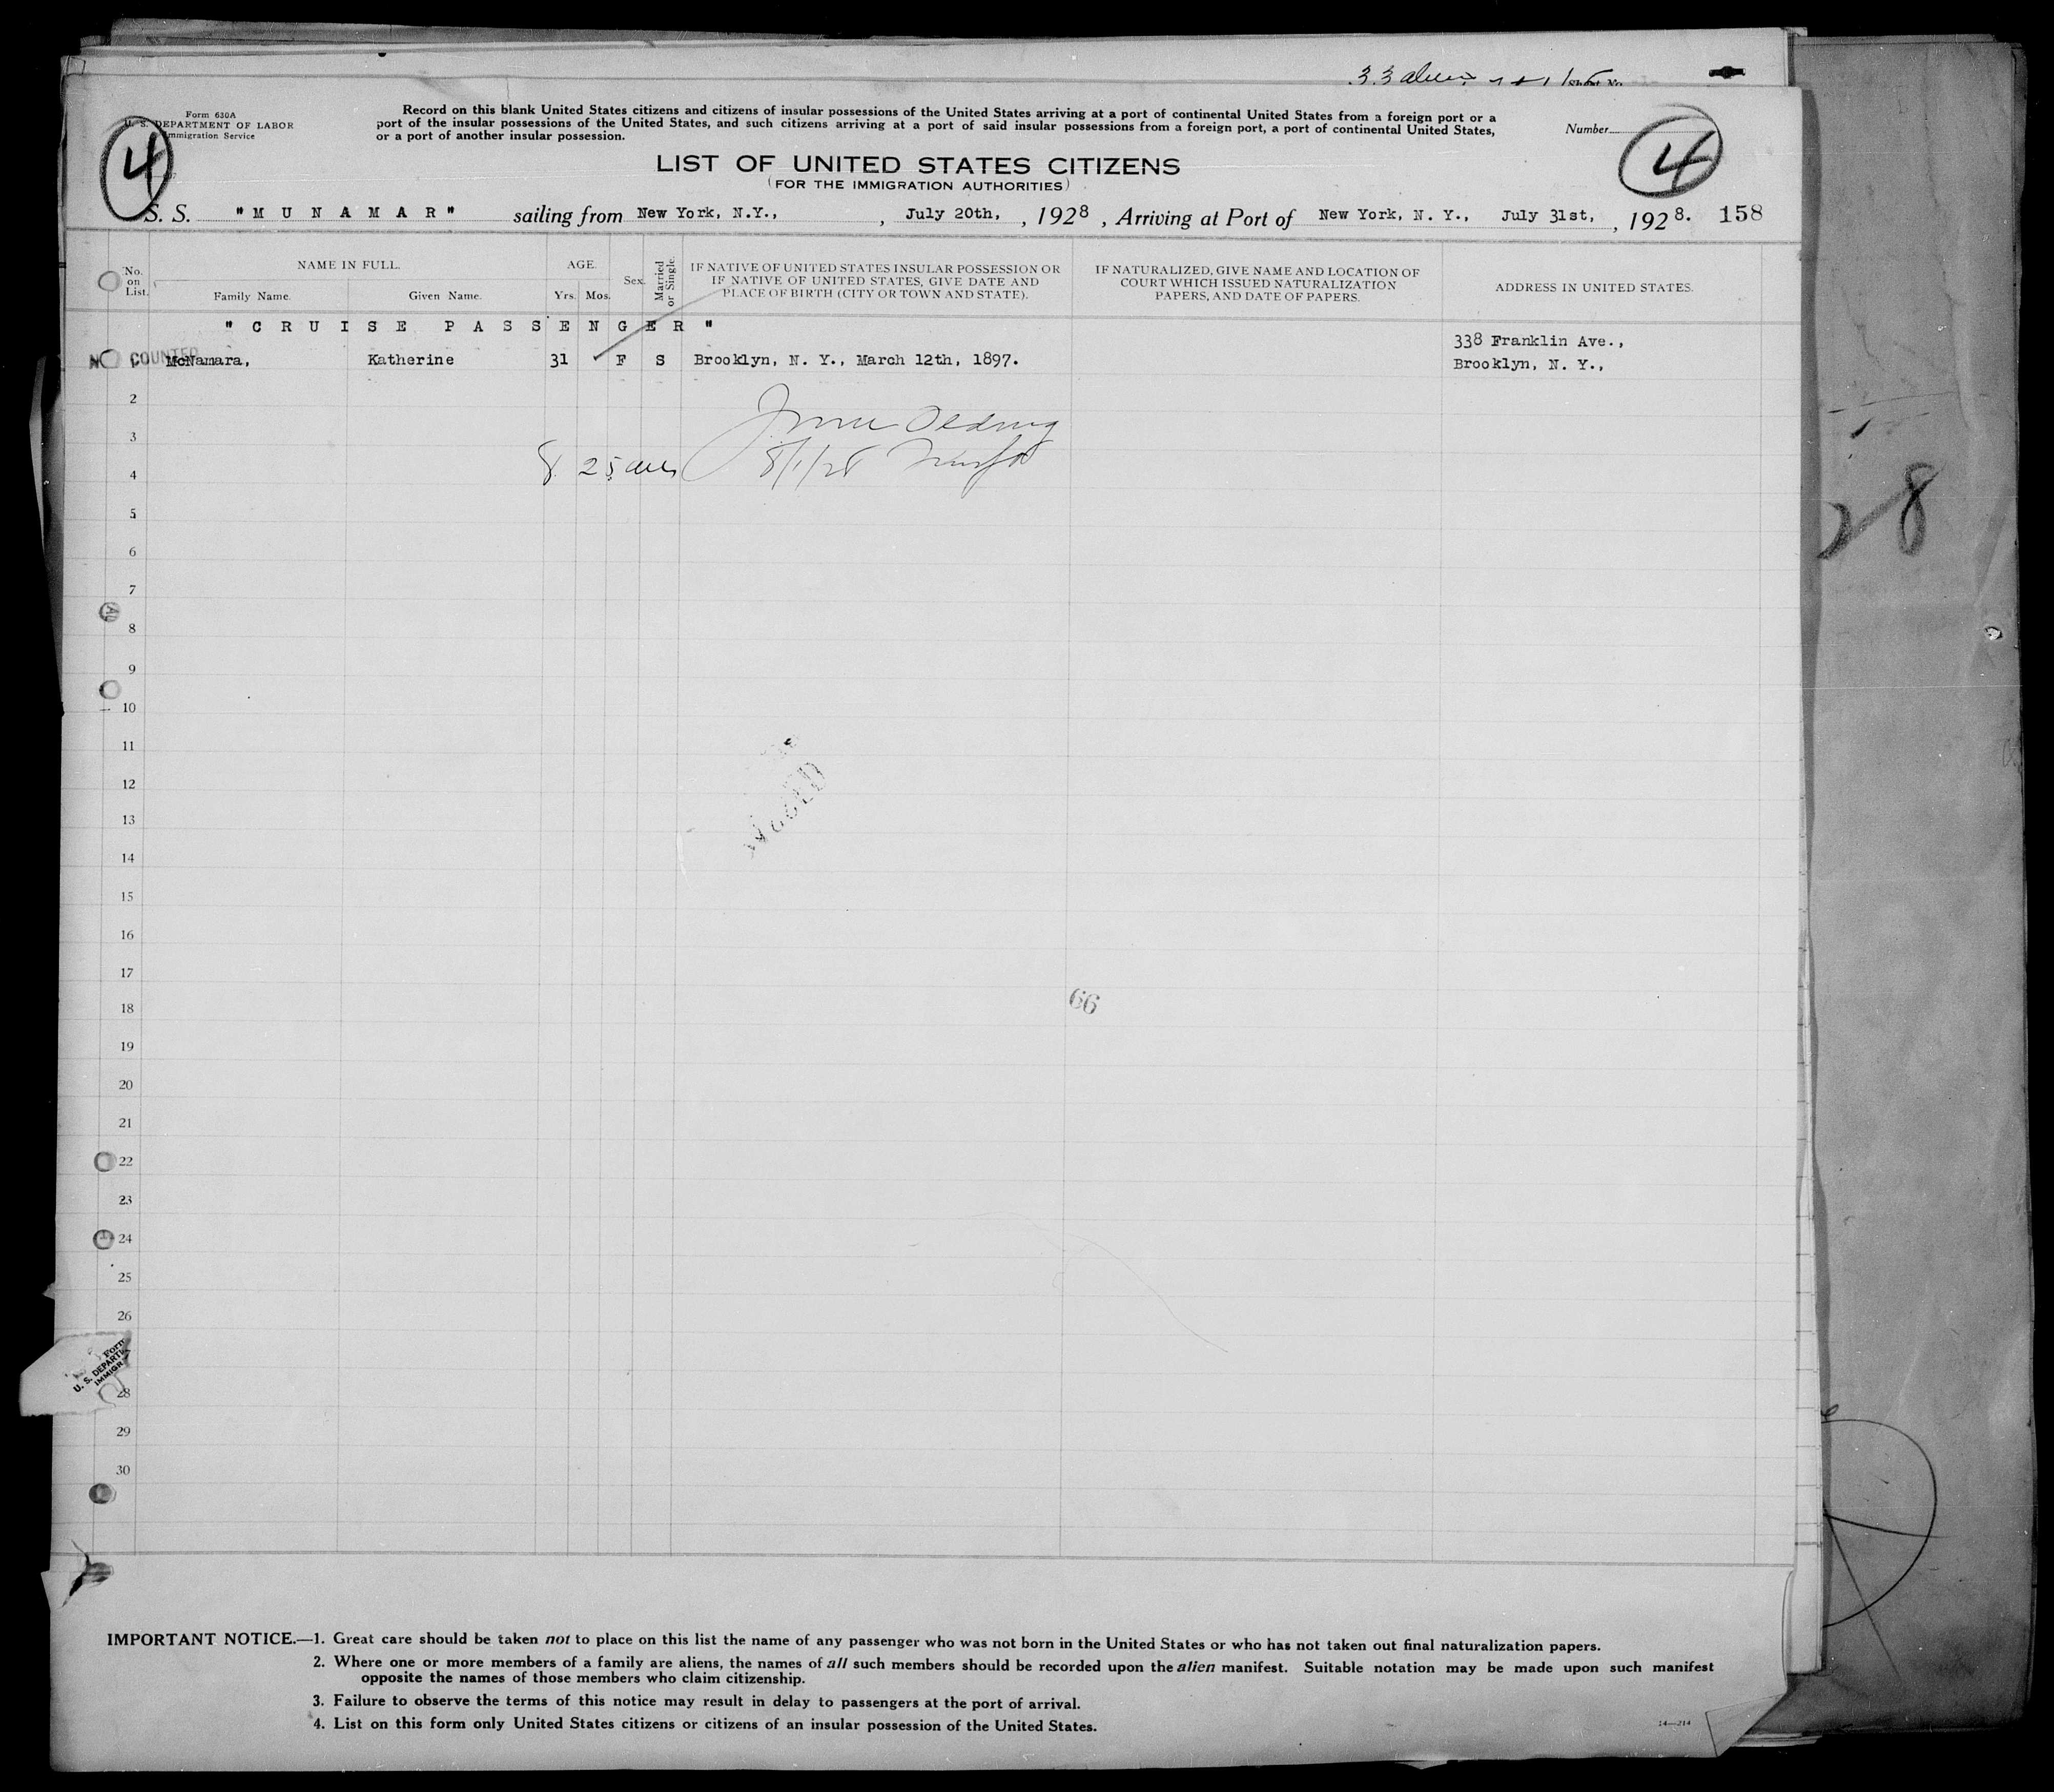 Form 630A
U. S. DEPARTMENT OF LABOR
Immigration Service
Record on this blank United States citizens and citizens of insular possessions of the United States arriving at a port of continental United States from a foreign port or a
port of the insular possessions of the United States, and such citizens arriving at a port of said insular possessions from a foreign port, a port of continental United States,
or a port of another insular possession.
Number
4
4
LIST OF UNITED STATES CITIZENS
(FOR THE IMMIGRATION AUTHORITIES)
S. S. "MUNAMAR" sailing from New York, N.Y., , July 20th, , 1928 , Arriving at Port of New York, N. Y., July 31st, , 1928. 158
No. on List.
NAME IN FULL.
Family Name.
Given Name.
AGE.
Yrs.
Mos.
Sex.
Married or Single.
IF NATIVE OF UNITED STATES INSULAR POSSESSION OR
IF NATIVE OF UNITED STATES, GIVE DATE AND
PLACE OF BIRTH (CITY OR TOWN AND STATE).
IF NATURALIZED, GIVE NAME AND LOCATION OF
COURT WHICH ISSUED NATURALIZATION
PAPERS, AND DATE OF PAPERS.
ADDRESS IN UNITED STATES.
"CRUISE PASSENGER"
338 Franklin Ave.,
COUNTED
McNamara, Katherine 31 F S Brooklyn, N. Y., March 12th, 1897. Brooklyn, N. Y.,
2
3
8/1/28
4
5
6
7
8
9
10
11
12
13
14
15
16
17
66
18
19
20
21
22
23
24
25
26
Form
U. S. DEPART
IMMIGR
28
29
30
28
IMPORTANT NOTICE.—1. Great care should be taken not to place on this list the name of any passenger who was not born in the United States or who has not taken out final naturalization papers.
2. Where one or more members of a family are aliens, the names of all such members should be recorded upon the alien manifest. Suitable notation may be made upon such manifest
opposite the names of those members who claim citizenship.
3. Failure to observe the terms of this notice may result in delay to passengers at the port of arrival.
4. List on this form only United States citizens or citizens of an insular possession of the United States.
14—214